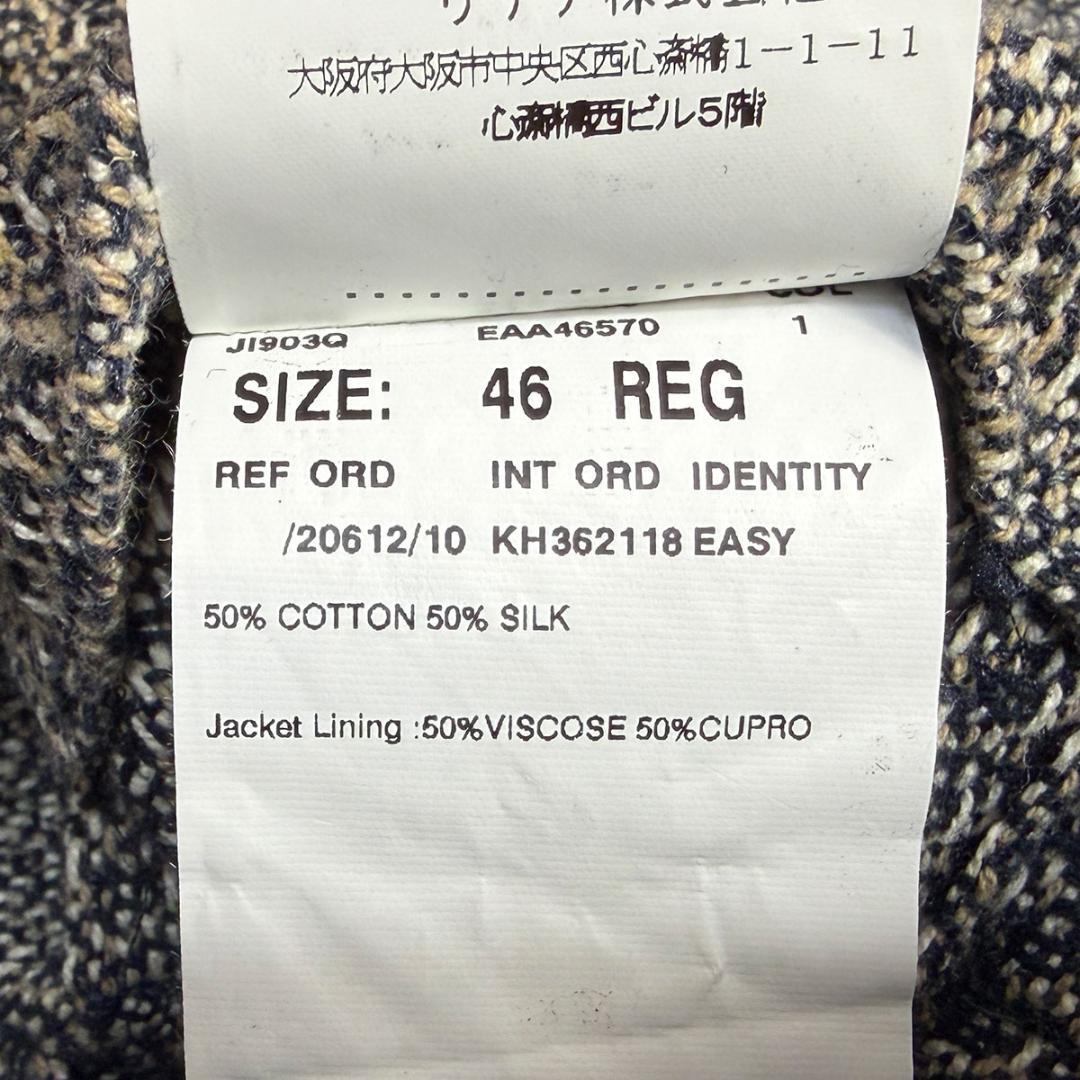 大阪府大阪市中央区西心斎橋1-1-11
心斎橋西ビル5階
COL
JI903Q EAA46570 1
SIZE: 46 REG
REF ORD INT ORD IDENTITY
/20612/10 KH362118 EASY
50% COTTON 50% SILK
Jacket Lining :50%VISCOSE 50%CUPRO